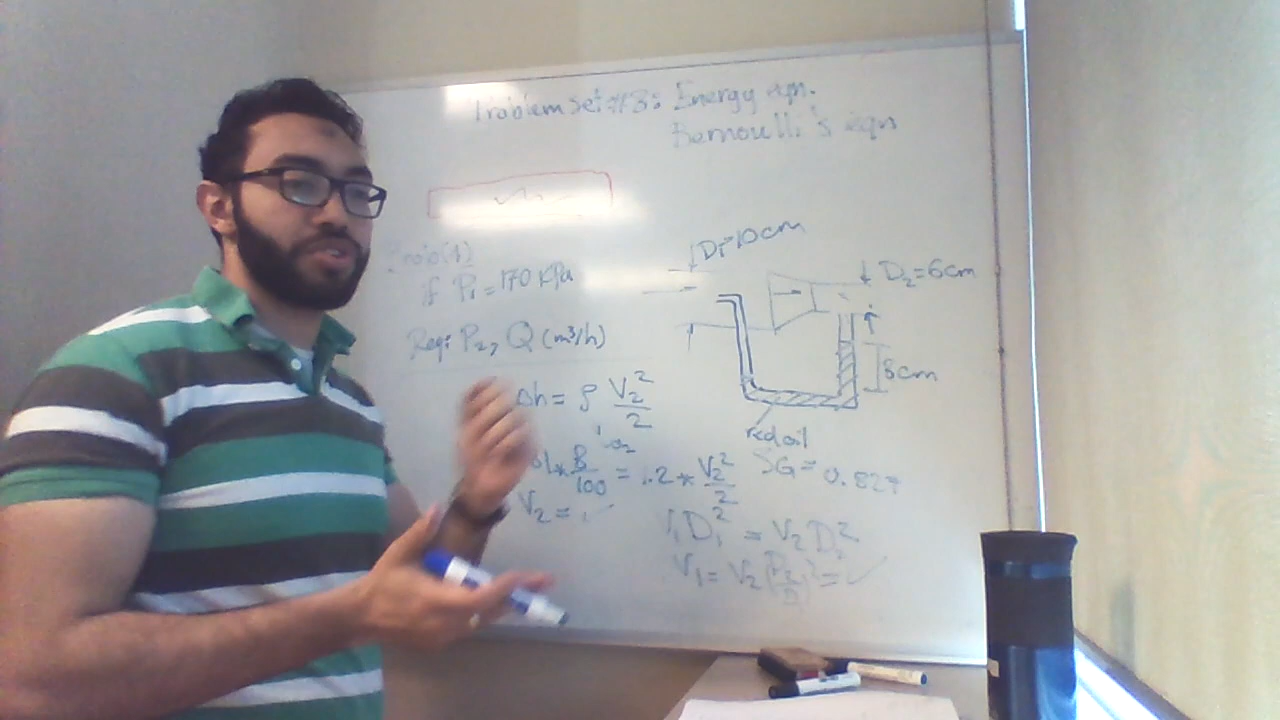 Problem Set #3: Energy eqn.
Bernoulli's eqn
Prob(1)
if P₁ = 170 kPa
Req: P₂, Q (m³/h)
D₁=10cm
D₂=6cm
8cm
red oil
SG = 0.827
Δh = ρ V₂²/2
* 8/100 = 1.2 * V₂²/2
V₂ = ✓
V₁D₁² = V₂D₂²
V₁ = V₂ (D₂/D₁)² = ✓